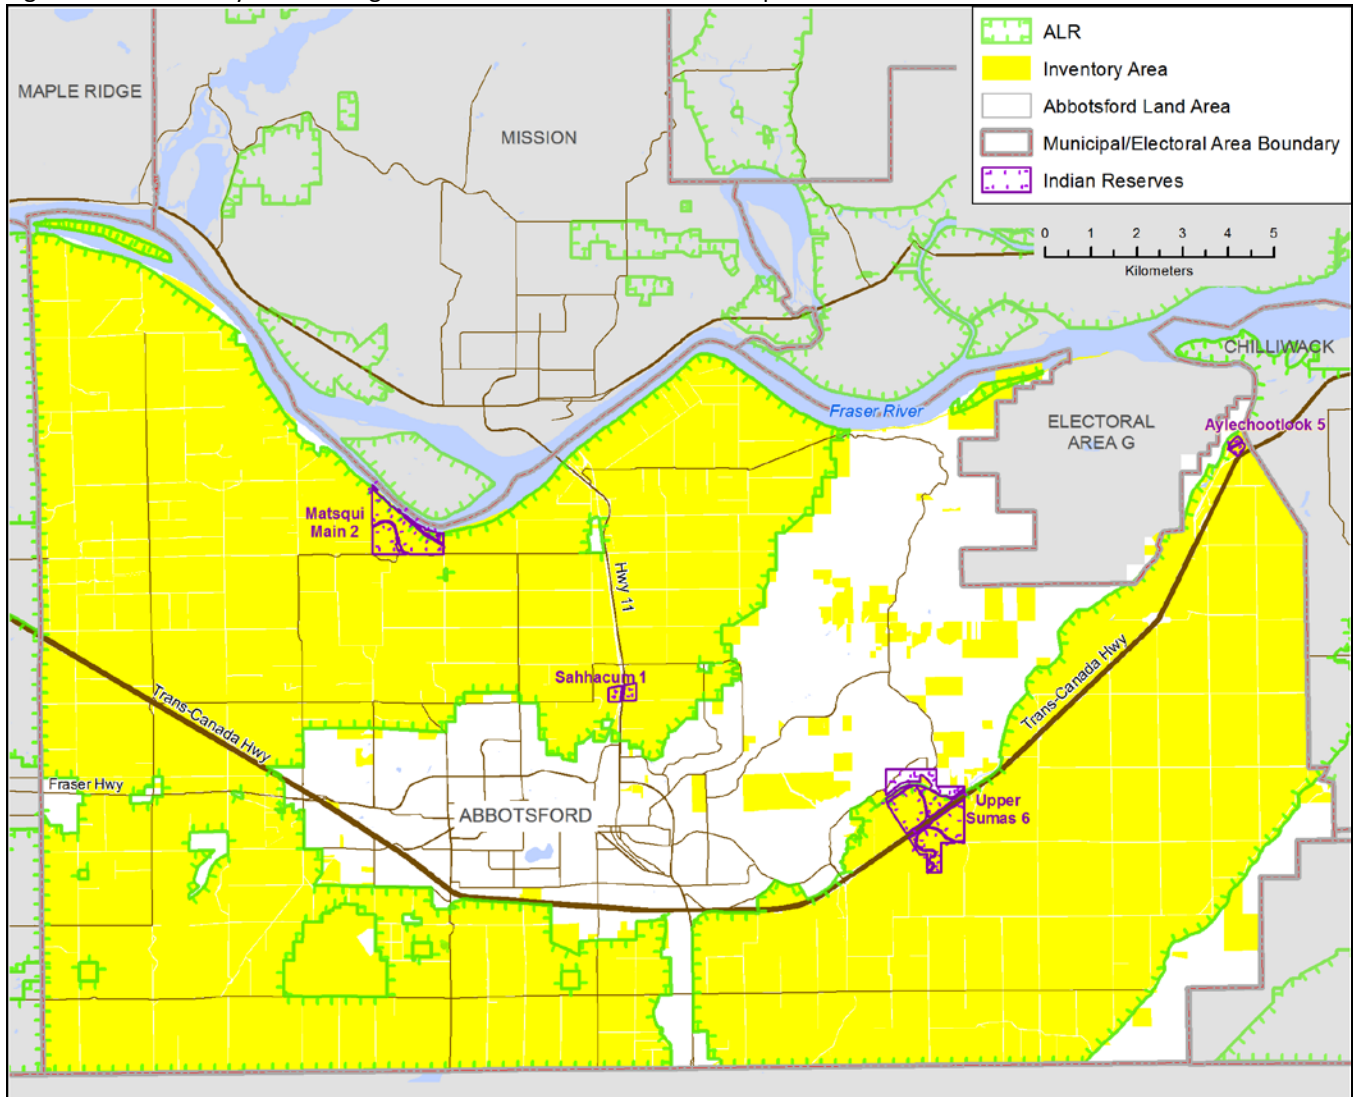 MAPLE RIDGE
MISSION
ALR
Inventory Area
Abbotsford Land Area
Municipal/Electoral Area Boundary
Indian Reserves
0 1 2 3 4 5
Kilometers
CHILLIWACK
Fraser River
ELECTORAL
AREA G
Aylechootlook 5
Matsqui
Main 2
Hwy 11
Sahhacum 1
Trans-Canada Hwy
Trans-Canada Hwy
Fraser Hwy
ABBOTSFORD
Upper
Sumas 6